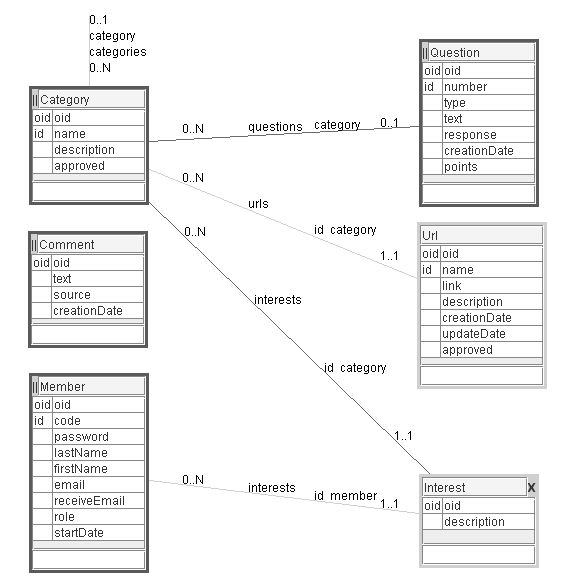 0..1
category
categories
0..N
|| Category
oid oid
id name
description
approved
|| Question
oid oid
id number
type
text
response
creationDate
points
0..N questions category 0..1
0..N urls id category 1..1
0..N interests id category 1..1
|| Comment
oid oid
text
source
creationDate
Url
oid oid
id name
link
description
creationDate
updateDate
approved
|| Member
oid oid
id code
password
lastName
firstName
email
receiveEmail
role
startDate
0..N interests id member 1..1
Interest X
oid oid
description